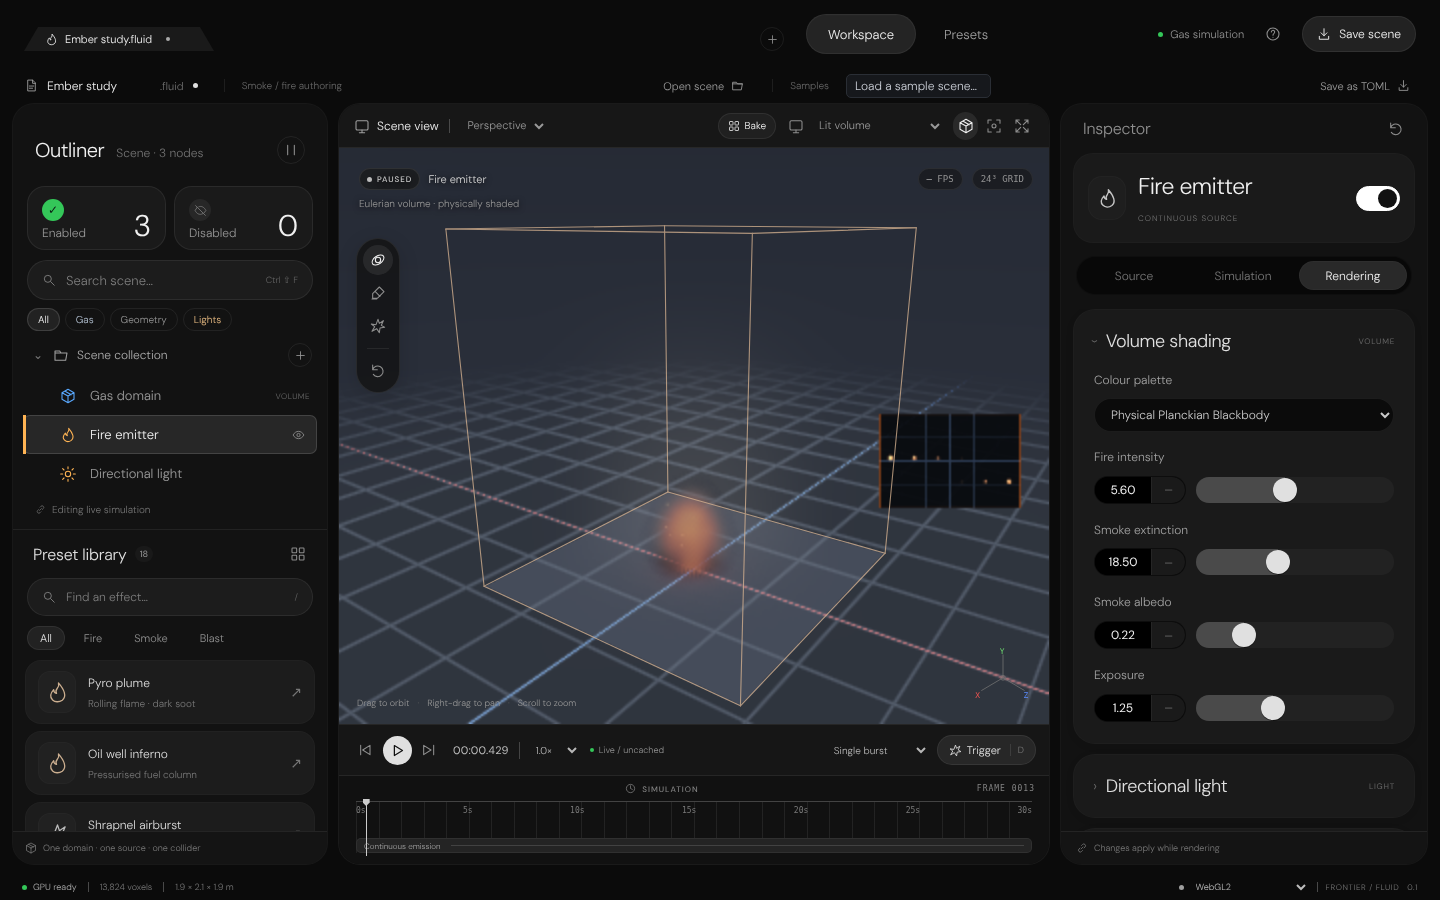 Ember study.fluid
Workspace
Presets
Gas simulation
Save scene
Ember study
.fluid
Smoke / fire authoring
Open scene
Samples
Load a sample scene...
Save as TOML
Outliner
Scene · 3 nodes
Enabled
3
Disabled
0
Search scene...
Ctrl ⇧ F
All
Gas
Geometry
Lights
Scene collection
Gas domain
VOLUME
Fire emitter
Directional light
Editing live simulation
Preset library
18
Find an effect...
/
All
Fire
Smoke
Blast
Pyro plume
Rolling flame · dark soot
Oil well inferno
Pressurised fuel column
Shrapnel airburst
One domain · one source · one collider
Scene view
Perspective
Bake
Lit volume
PAUSED
Fire emitter
— FPS
24³ GRID
Eulerian volume · physically shaded
Y
X
Z
Drag to orbit
Right-drag to pan
Scroll to zoom
00:00.429
1.0×
Live / uncached
Single burst
Trigger
D
SIMULATION
FRAME 0013
0s
5s
10s
15s
20s
25s
30s
Continuous emission
Inspector
Fire emitter
CONTINUOUS SOURCE
Source
Simulation
Rendering
Volume shading
VOLUME
Colour palette
Physical Planckian Blackbody
Fire intensity
5.60
—
Smoke extinction
18.50
—
Smoke albedo
0.22
—
Exposure
1.25
—
Directional light
LIGHT
Changes apply while rendering
GPU ready
13,824 voxels
1.9 × 2.1 × 1.9 m
WebGL2
FRONTIER / FLUID
0.1